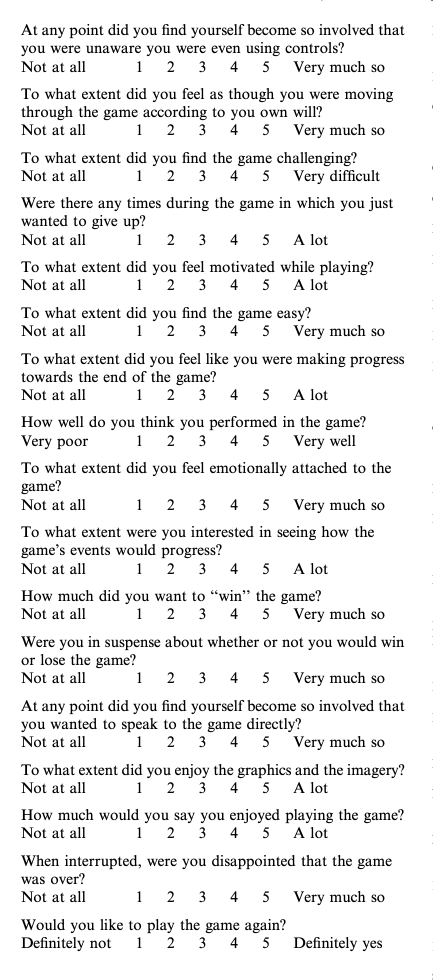 At any point did you find yourself become so involved that
you were unaware you were even using controls?
Not at all 1 2 3 4 5 Very much so
To what extent did you feel as though you were moving
through the game according to you own will?
Not at all 1 2 3 4 5 Very much so
To what extent did you find the game challenging?
Not at all 1 2 3 4 5 Very difficult
Were there any times during the game in which you just
wanted to give up?
Not at all 1 2 3 4 5 A lot
To what extent did you feel motivated while playing?
Not at all 1 2 3 4 5 A lot
To what extent did you find the game easy?
Not at all 1 2 3 4 5 Very much so
To what extent did you feel like you were making progress
towards the end of the game?
Not at all 1 2 3 4 5 A lot
How well do you think you performed in the game?
Very poor 1 2 3 4 5 Very well
To what extent did you feel emotionally attached to the
game?
Not at all 1 2 3 4 5 Very much so
To what extent were you interested in seeing how the
game’s events would progress?
Not at all 1 2 3 4 5 A lot
How much did you want to “win” the game?
Not at all 1 2 3 4 5 Very much so
Were you in suspense about whether or not you would win
or lose the game?
Not at all 1 2 3 4 5 Very much so
At any point did you find yourself become so involved that
you wanted to speak to the game directly?
Not at all 1 2 3 4 5 Very much so
To what extent did you enjoy the graphics and the imagery?
Not at all 1 2 3 4 5 A lot
How much would you say you enjoyed playing the game?
Not at all 1 2 3 4 5 A lot
When interrupted, were you disappointed that the game
was over?
Not at all 1 2 3 4 5 Very much so
Would you like to play the game again?
Definitely not 1 2 3 4 5 Definitely yes